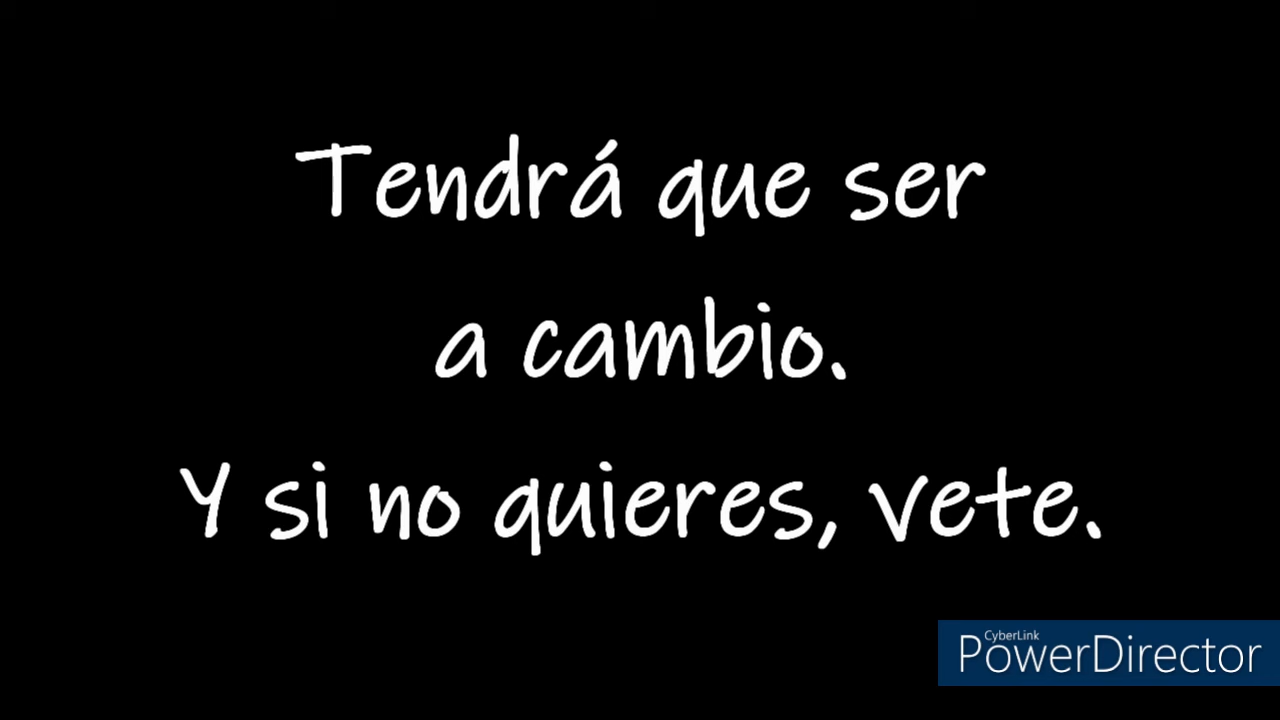 Tendrá que ser
a cambio.
Y si no quieres, vete.
CyberLink
PowerDirector